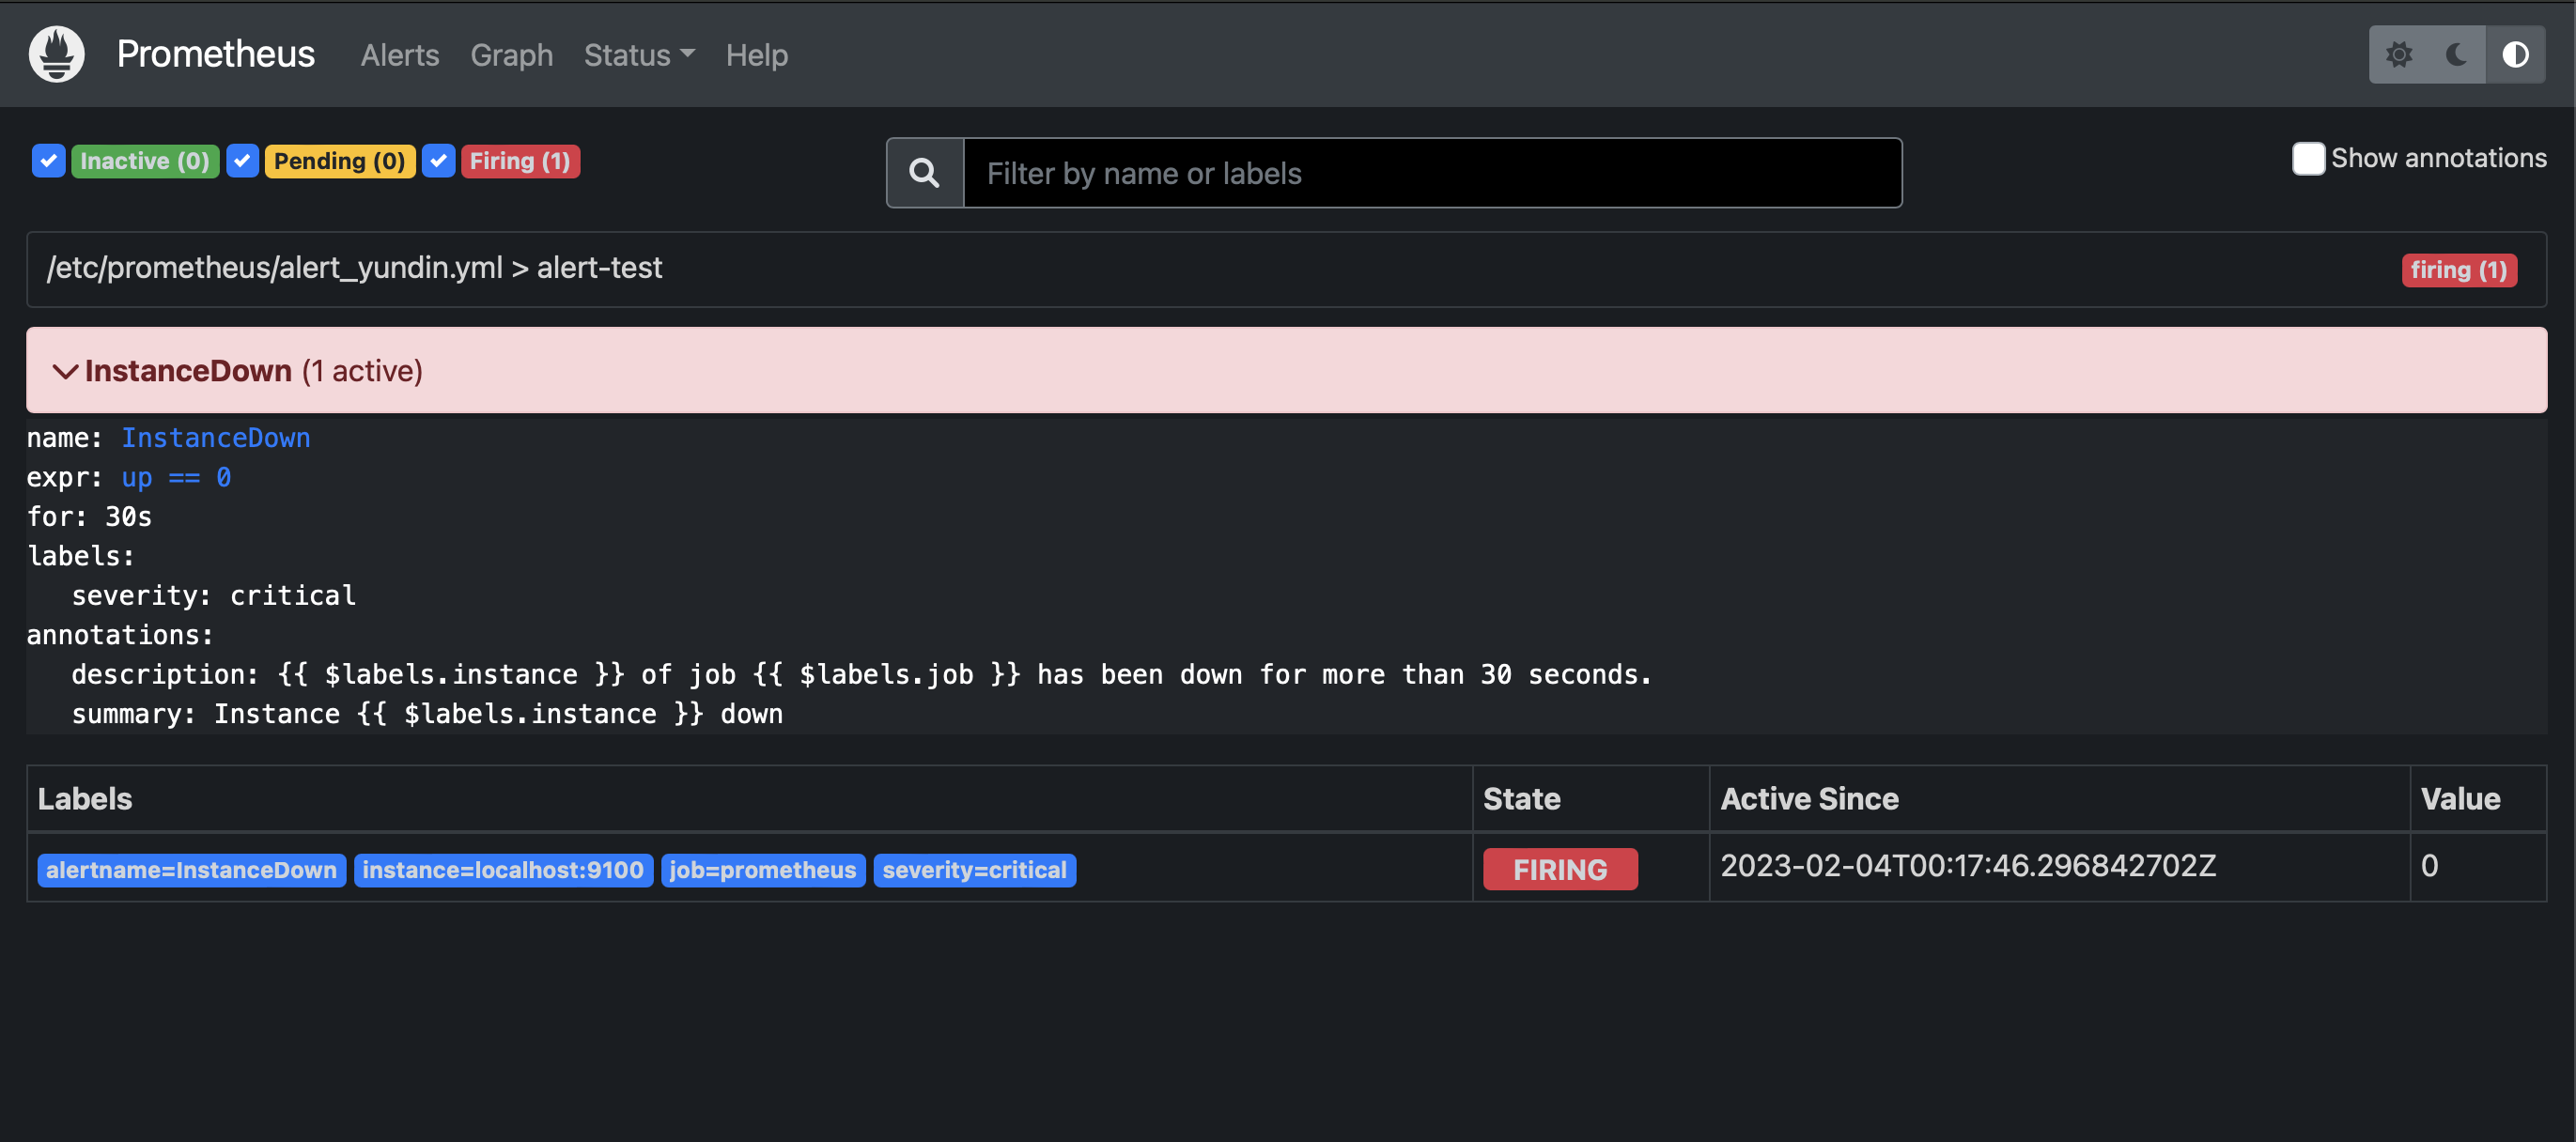 Prometheus Alerts Graph Status Help
Inactive (0) Pending (0) Firing (1) Filter by name or labels Show annotations
/etc/prometheus/alert_yundin.yml > alert-test firing (1)
InstanceDown (1 active)
name: InstanceDown
expr: up == 0
for: 30s
labels:
severity: critical
annotations:
description: {{ $labels.instance }} of job {{ $labels.job }} has been down for more than 30 seconds.
summary: Instance {{ $labels.instance }} down
Labels State Active Since Value
alertname=InstanceDown instance=localhost:9100 job=prometheus severity=critical FIRING 2023-02-04T00:17:46.296842702Z 0